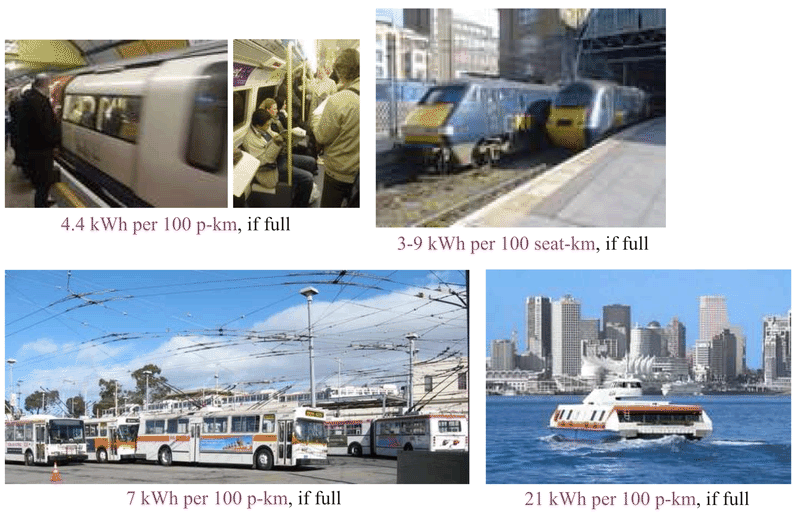 4.4 kWh per 100 p-km, if full
3-9 kWh per 100 seat-km, if full
7 kWh per 100 p-km, if full
21 kWh per 100 p-km, if full